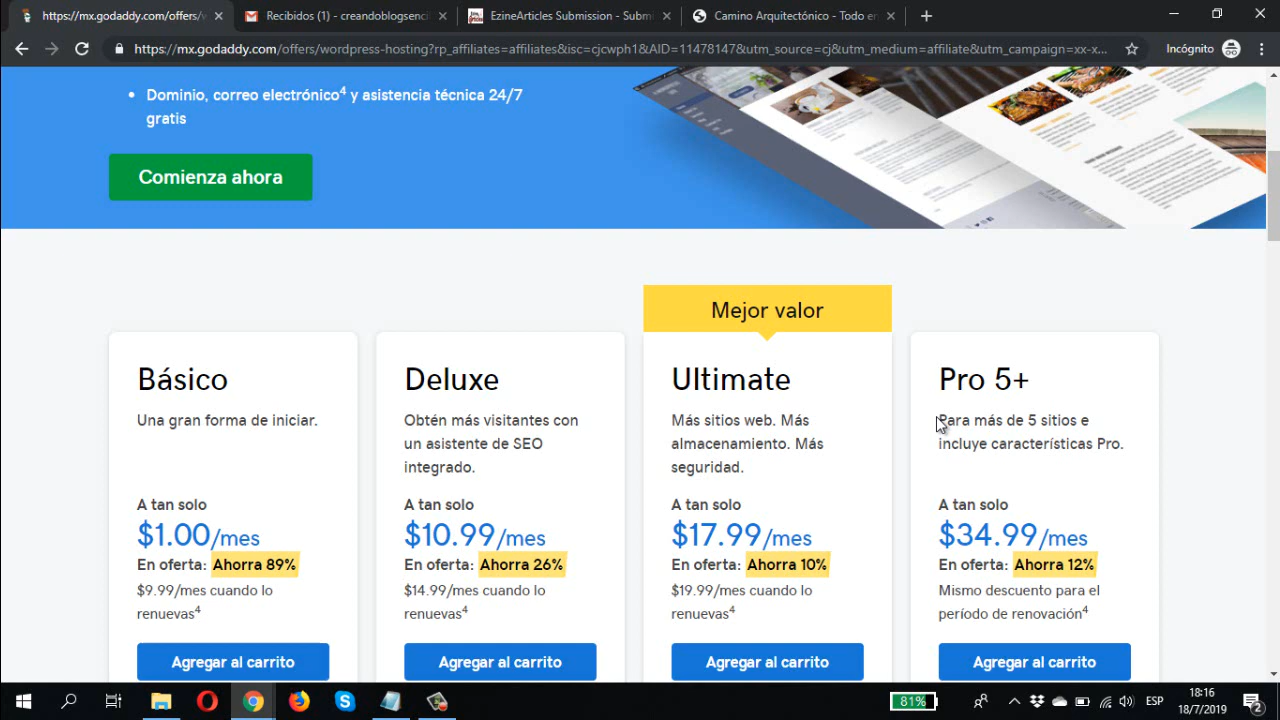 https://mx.godaddy.com/offers/w
Recibidos (1) - creandoblogsenci
EzineArticles Submission - Submi
Camino Arquitectónico - Todo en
https://mx.godaddy.com/offers/wordpress-hosting?rp_affiliates=affiliates&isc=cjcwph1&AID=11478147&utm_source=cj&utm_medium=affiliate&utm_campaign=xx-x...
Incógnito
• Dominio, correo electrónico4 y asistencia técnica 24/7
gratis
Comienza ahora
Mejor valor
Básico
Una gran forma de iniciar.
A tan solo
$1.00/mes
En oferta: Ahorra 89%
$9.99/mes cuando lo
renuevas4
Agregar al carrito
Deluxe
Obtén más visitantes con
un asistente de SEO
integrado.
A tan solo
$10.99/mes
En oferta: Ahorra 26%
$14.99/mes cuando lo
renuevas4
Agregar al carrito
Ultimate
Más sitios web. Más
almacenamiento. Más
seguridad.
A tan solo
$17.99/mes
En oferta: Ahorra 10%
$19.99/mes cuando lo
renuevas4
Agregar al carrito
Pro 5+
Para más de 5 sitios e
incluye características Pro.
A tan solo
$34.99/mes
En oferta: Ahorra 12%
Mismo descuento para el
período de renovación4
Agregar al carrito
81%
ESP
18:16
18/7/2019
2